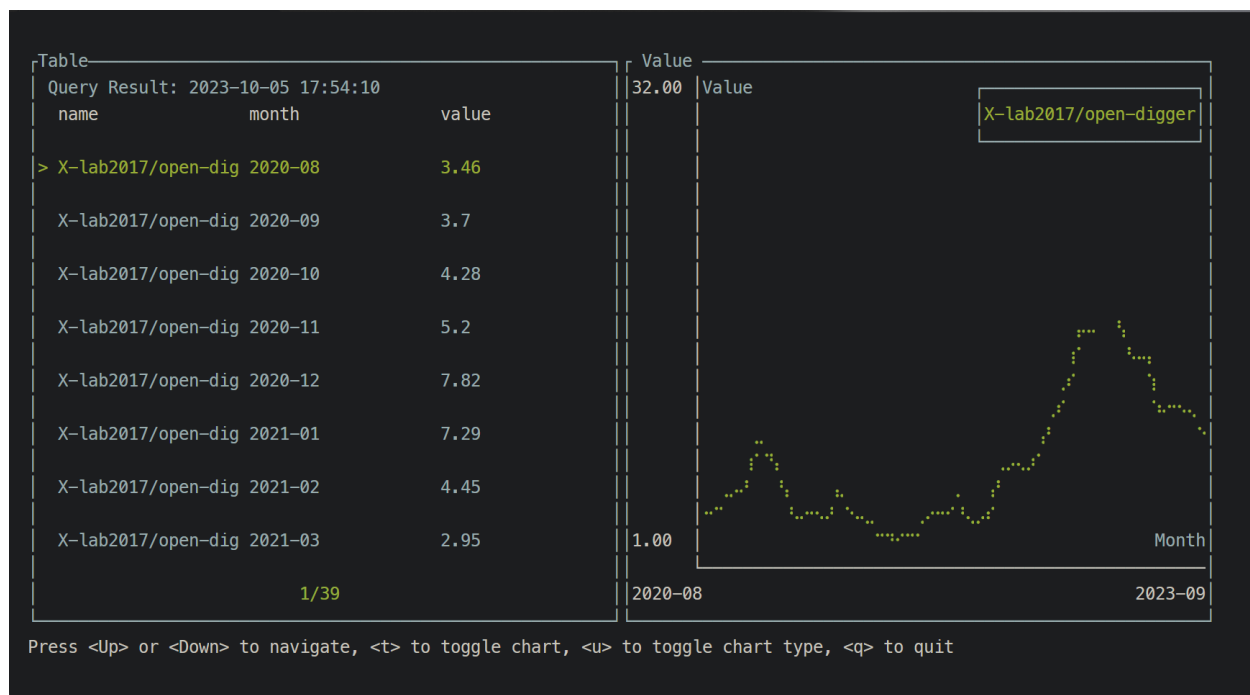 Table
Query Result: 2023-10-05 17:54:10
name month value
> X-lab2017/open-dig 2020-08 3.46
X-lab2017/open-dig 2020-09 3.7
X-lab2017/open-dig 2020-10 4.28
X-lab2017/open-dig 2020-11 5.2
X-lab2017/open-dig 2020-12 7.82
X-lab2017/open-dig 2021-01 7.29
X-lab2017/open-dig 2021-02 4.45
X-lab2017/open-dig 2021-03 2.95
1/39
Value
32.00 Value
X-lab2017/open-digger
1.00 Month
2020-08 2023-09
Press <Up> or <Down> to navigate, <t> to toggle chart, <u> to toggle chart type, <q> to quit